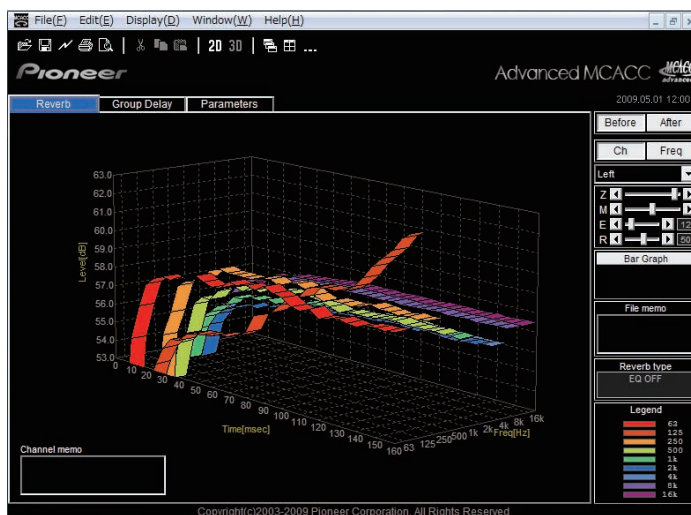 File(F) Edit(E) Display(D) Window(W) Help(H)
2D 3D ...
Pioneer
Advanced MCACC
MCACC
advanced
Reverb Group Delay Parameters
2009.05.01 12:00
Before After
Ch Freq
Left
Z
M
E 12
R 50
Bar Graph
File memo
Reverb type
EQ OFF
Legend
63
125
250
500
1k
2k
4k
8k
16k
63.0
62.0
61.0
60.0
59.0
58.0
57.0
56.0
55.0
54.0
53.0
Level[dB]
0 10 20 30 40 50 60 70 80 90 100 110 120 130 140 150 160
Time[msec]
63 125 250 500 1k 2k 4k 8k 16k
Freq[Hz]
Channel memo
Copyright(c)2003-2009 Pioneer Corporation. All Rights Reserved